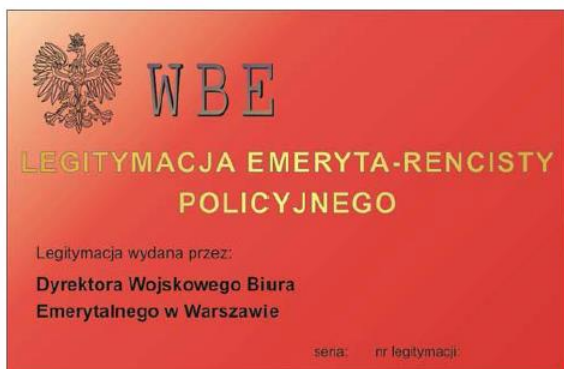 WBE
LEGITYMACJA EMERYTA-RENCISTY
POLICYJNEGO
Legitymacja wydana przez:
Dyrektora Wojskowego Biura
Emerytalnego w Warszawie
seria: nr legitymacji: